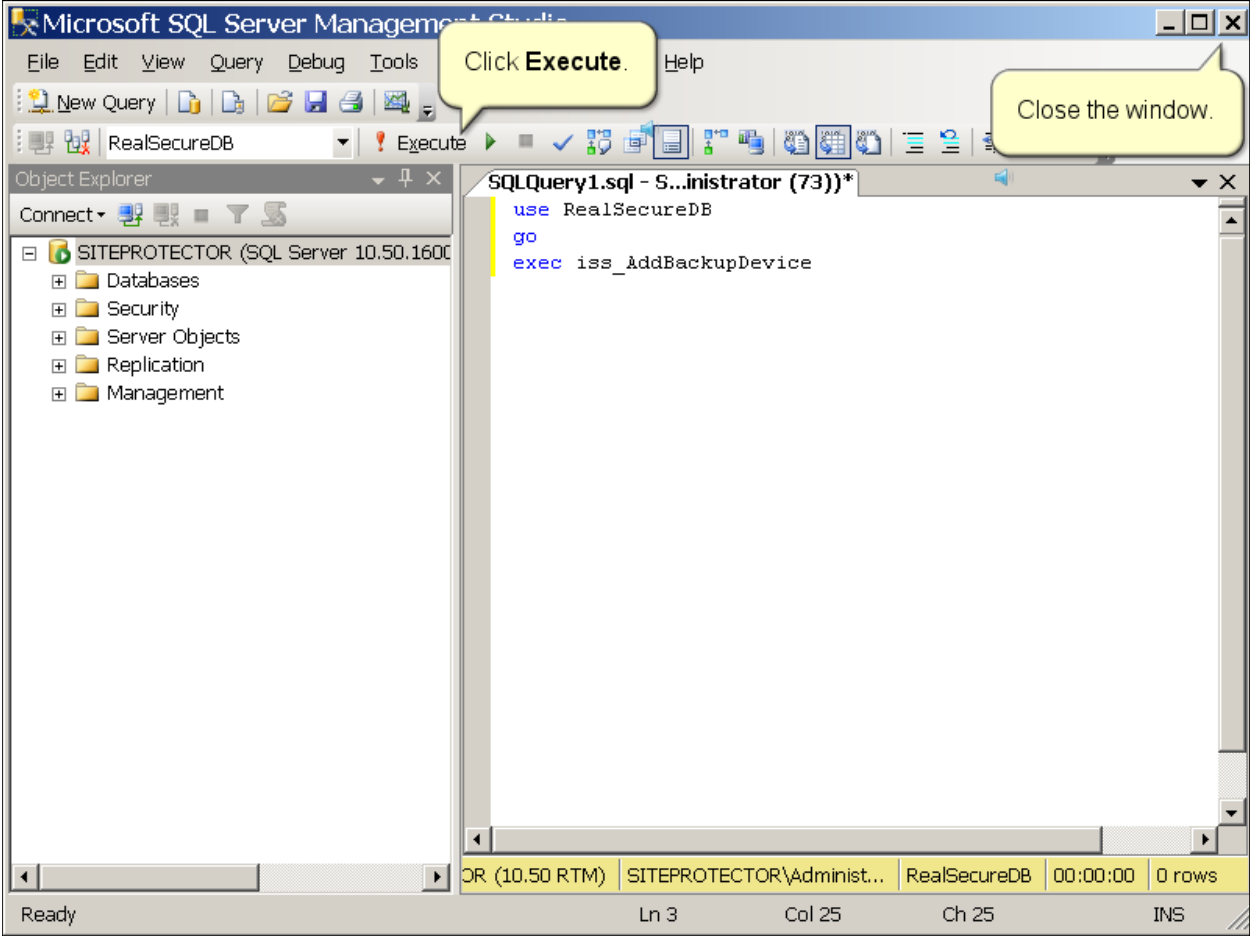 Microsoft SQL Server Management Studio
File Edit View Query Debug Tools Help
Click Execute.
Close the window.
New Query
RealSecureDB Execute
Object Explorer
SQLQuery1.sql - S...inistrator (73))*
Connect
SITEPROTECTOR (SQL Server 10.50.1600
Databases
Security
Server Objects
Replication
Management
use RealSecureDB
go
exec iss_AddBackupDevice
OR (10.50 RTM) SITEPROTECTOR\Administ... RealSecureDB 00:00:00 0 rows
Ready Ln 3 Col 25 Ch 25 INS